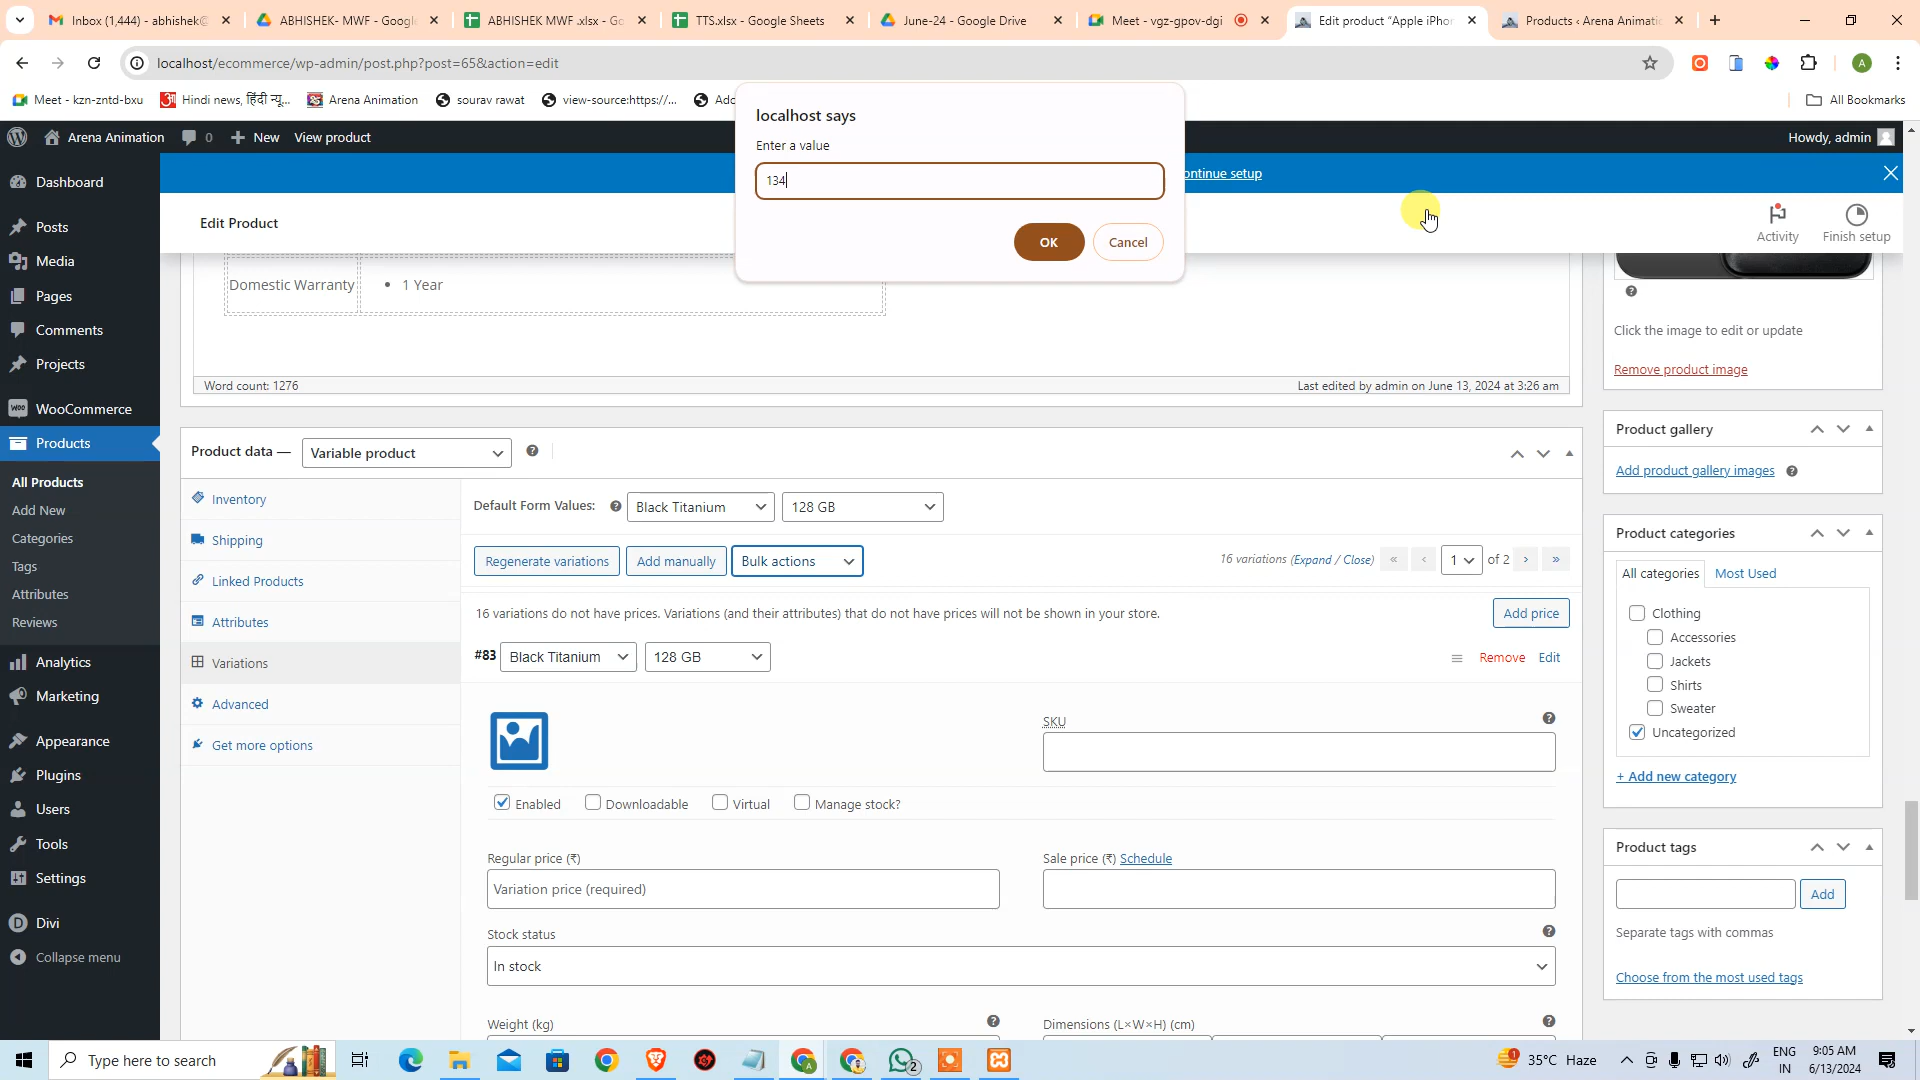 Inbox (1,444) - abhishek@
ABHISHEK- MWF - Google
ABHISHEK MWF .xlsx - Go
TTS.xlsx - Google Sheets
June-24 - Google Drive
Meet - vgz-gpov-dgi
Edit product "Apple iPho
Products ‹ Arena Animatio
localhost/ecommerce/wp-admin/post.php?post=65&action=edit
Meet - kzn-zntd-bxu
Hindi news, हिंदी न्यू...
Arena Animation
sourav rawat
view-source:https://...
All Bookmarks
localhost says
Enter a value
134
OK
Cancel
Arena Animation
0
New
View product
Howdy, admin
ontinue setup
Edit Product
Activity
Finish setup
Dashboard
Posts
Media
Pages
Comments
Projects
WooCommerce
Products
All Products
Add New
Categories
Tags
Attributes
Reviews
Analytics
Marketing
Appearance
Plugins
Users
Tools
Settings
Divi
Collapse menu
Domestic Warranty
1 Year
Word count: 1276
Last edited by admin on June 13, 2024 at 3:26 am
Product data —
Variable product
Inventory
Shipping
Linked Products
Attributes
Variations
Advanced
Get more options
Default Form Values:
Black Titanium
128 GB
Regenerate variations
Add manually
Bulk actions
16 variations (Expand / Close)
«
‹
1
of 2
›
»
16 variations do not have prices. Variations (and their attributes) that do not have prices will not be shown in your store.
Add price
#83
Black Titanium
128 GB
Remove
Edit
SKU
Enabled
Downloadable
Virtual
Manage stock?
Regular price (₹)
Variation price (required)
Sale price (₹) Schedule
Stock status
In stock
Weight (kg)
Dimensions (L×W×H) (cm)
Click the image to edit or update
Remove product image
Product gallery
Add product gallery images
Product categories
All categories
Most Used
Clothing
Accessories
Jackets
Shirts
Sweater
Uncategorized
+ Add new category
Product tags
Add
Separate tags with commas
Choose from the most used tags
Type here to search
2
1
35°C Haze
ENG
IN
9:05 AM
6/13/2024